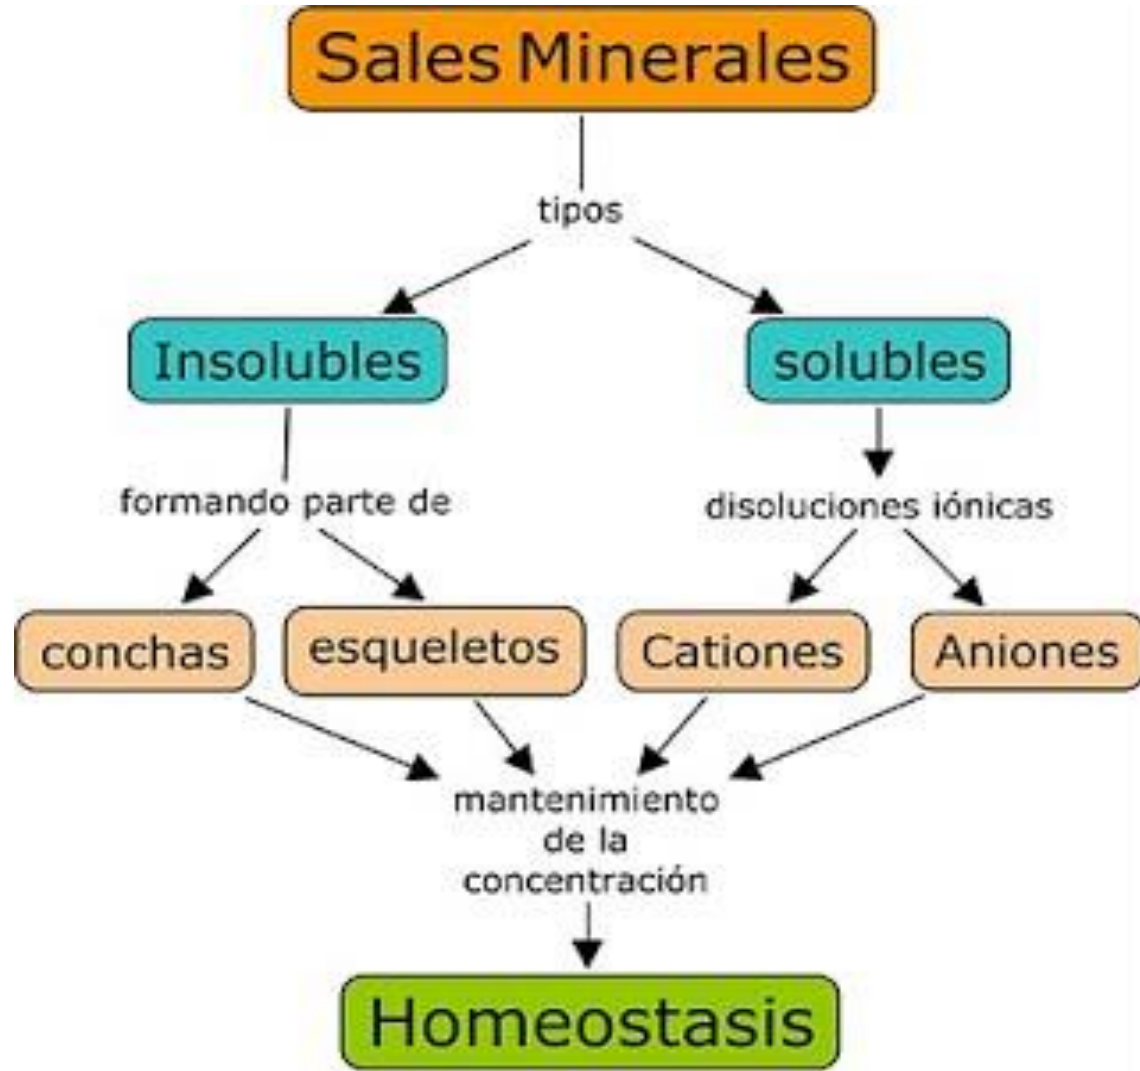 Sales Minerales
tipos
Insolubles
solubles
formando parte de
disoluciones iónicas
conchas
esqueletos
Cationes
Aniones
mantenimiento
de la
concentración
Homeostasis